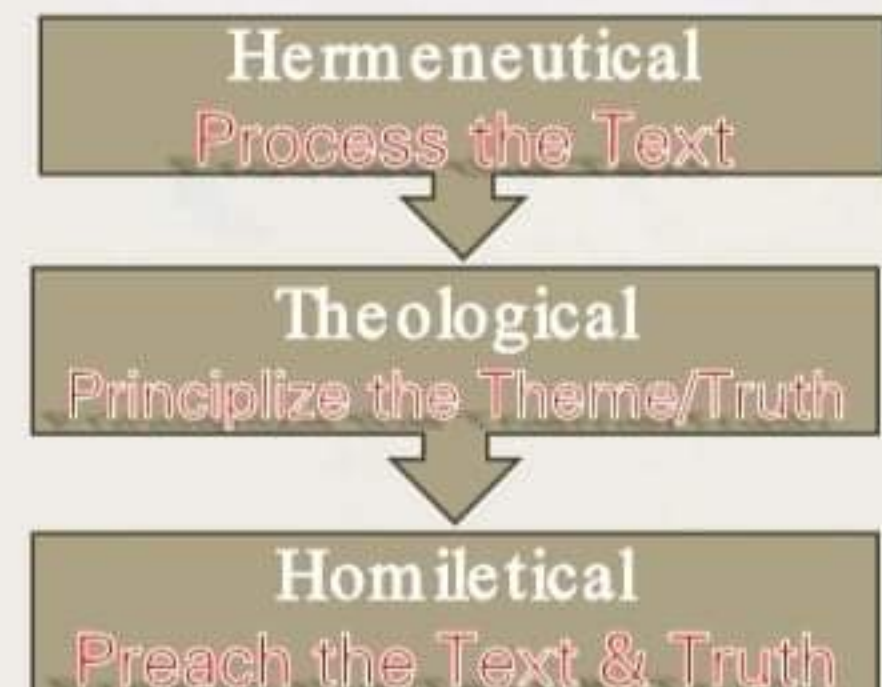 Hermeneutical
Process the Text
Theological
Principlize the Theme/Truth
Homiletical
Preach the Text & Truth